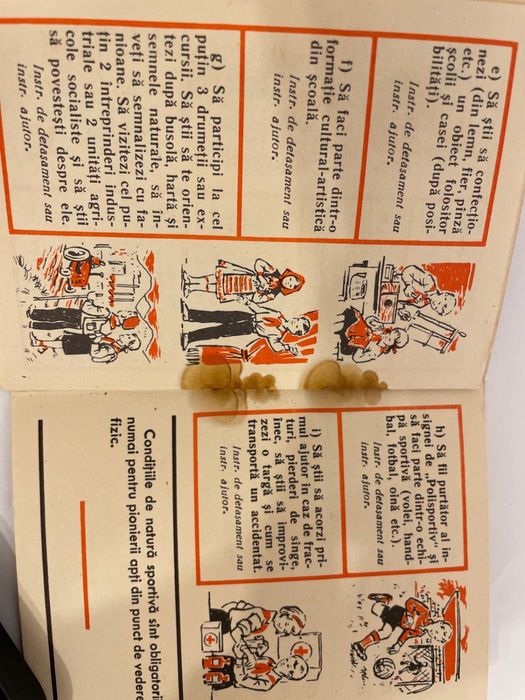 e) Să știi să confecțio-
nezi (din lemn, fier, pînză
etc.) un obiect folositor
școlii și casei (după posi-
bilități).
Instr. de detașament sau
instr. ajutor.
f) Să faci parte dintr-o
formație cultural-artistică
din școală.
Instr. de detașament sau
instr. ajutor.
g) Să participi la cel
puțin 3 drumeții sau ex-
cursii. Să știi să te orien-
tezi după busolă, hartă și
semnele naturale, să in-
veți să semnalizezi cu fa-
nioane. Să vizitezi ce pu-
țin 2 întreprinderi indus-
triale sau 2 unități agri-
cole socialiste și să știi
să povestești despre ele.
Instr. de detașament sau
instr. ajutor.
h) Să fii purtător al in-
signei de „Polisportiv" și
să faci parte dintr-o echi-
pă sportivă (volei, hand-
bal, fotbal, oină etc.).
Instr. de detașament sau
instr. ajutor.
i) Să știi să acorzi pri-
mul ajutor în caz de frac-
turi, pierderi de sînge,
înec, să știi să improvi-
zezi o targă și cum se
transportă un accidentat.
Instr. de detașament sau
instr. ajutor.
Condițiile de natură sportivă sînt obligatorii
numai pentru pionierii apți din punct de vedere
fizic.